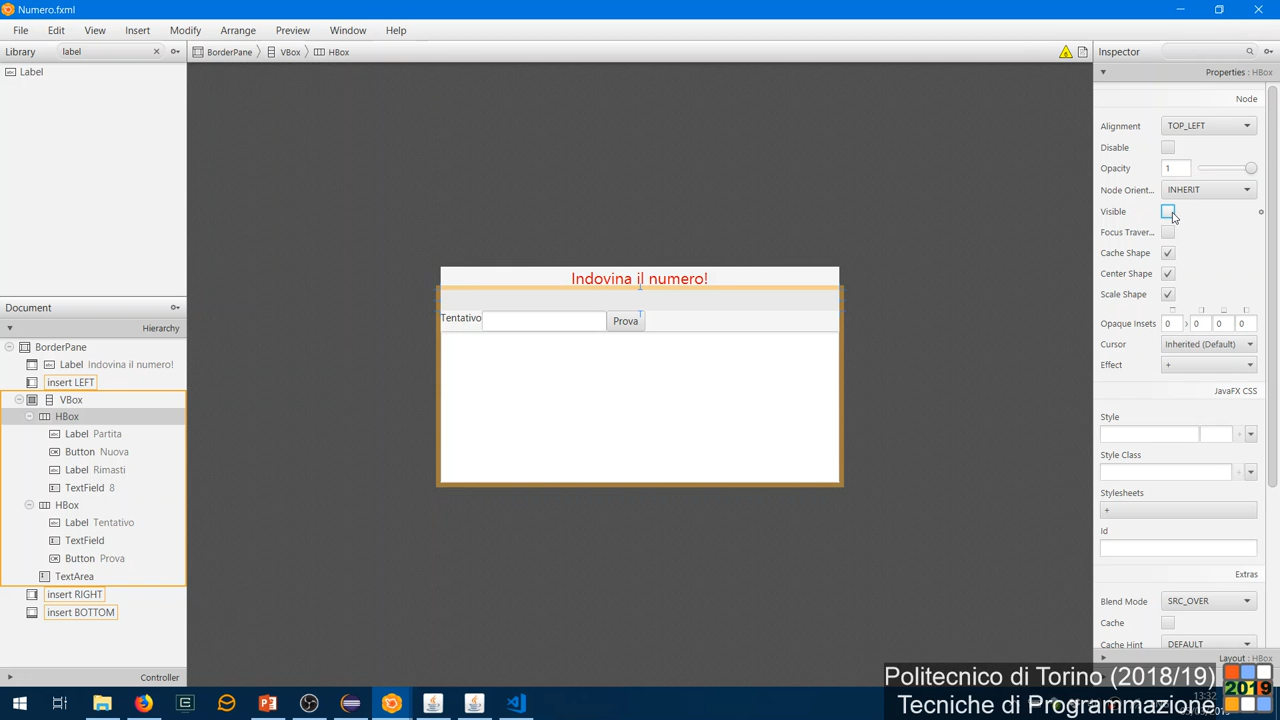 Numero.fxml
File Edit View Insert Modify Arrange Preview Window Help
Library label
BorderPane VBox HBox
Inspector
Label
Properties : HBox
Node
Alignment TOP_LEFT
Disable
Opacity 1
Node Orient... INHERIT
Visible
Focus Traver...
Cache Shape
Center Shape
Scale Shape
Opaque Insets 0 0 0 0
Cursor Inherited (Default)
Effect +
JavaFX CSS
Style
Style Class
Stylesheets
+
Id
Extras
Blend Mode SRC_OVER
Cache
Cache Hint DEFAULT
Layout : HBox
Indovina il numero!
Tentativo Prova
Document
Hierarchy
BorderPane
Label Indovina il numero!
insert LEFT
VBox
HBox
Label Partita
Button Nuova
Label Rimasti
TextField 8
HBox
Label Tentativo
TextField
Button Prova
TextArea
insert RIGHT
insert BOTTOM
Controller
Politecnico di Torino (2018/19)
Tecniche di Programmazione
2019
13:32